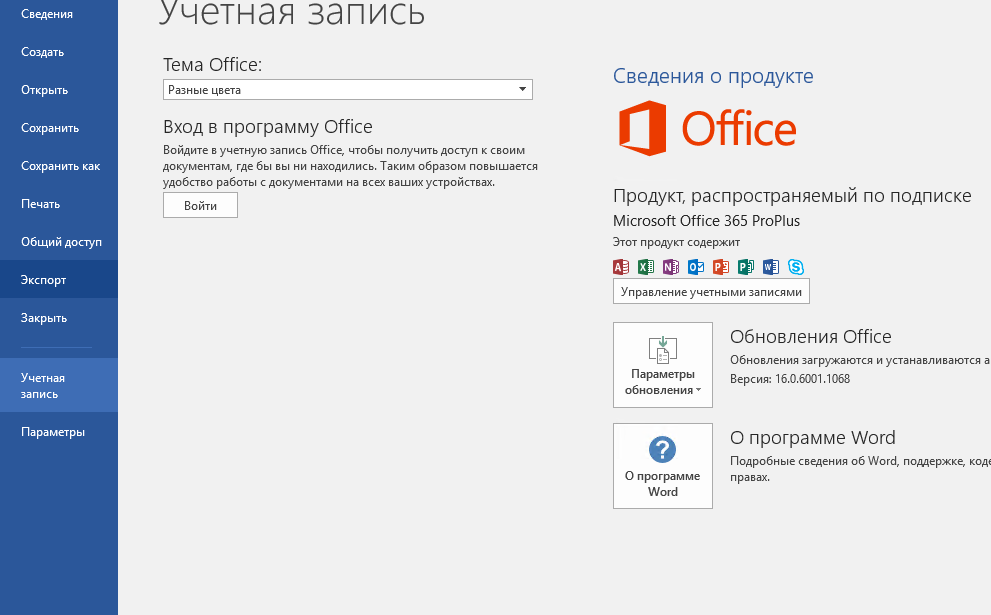 Учетная запись
Сведения
Создать
Открыть
Сохранить
Сохранить как
Печать
Общий доступ
Экспорт
Закрыть
Учетная
запись
Параметры
Тема Office:
Разные цвета
Вход в программу Office
Войдите в учетную запись Office, чтобы получить доступ к своим
документам, где бы вы ни находились. Таким образом повышается
удобство работы с документами на всех ваших устройствах.
Войти
Сведения о продукте
Office
Продукт, распространяемый по подписке
Microsoft Office 365 ProPlus
Этот продукт содержит
Управление учетными записями
Параметры
обновления
Обновления Office
Обновления загружаются и устанавливаются а
Версия: 16.0.6001.1068
О программе
Word
О программе Word
Подробные сведения об Word, поддержке, коде
правах.